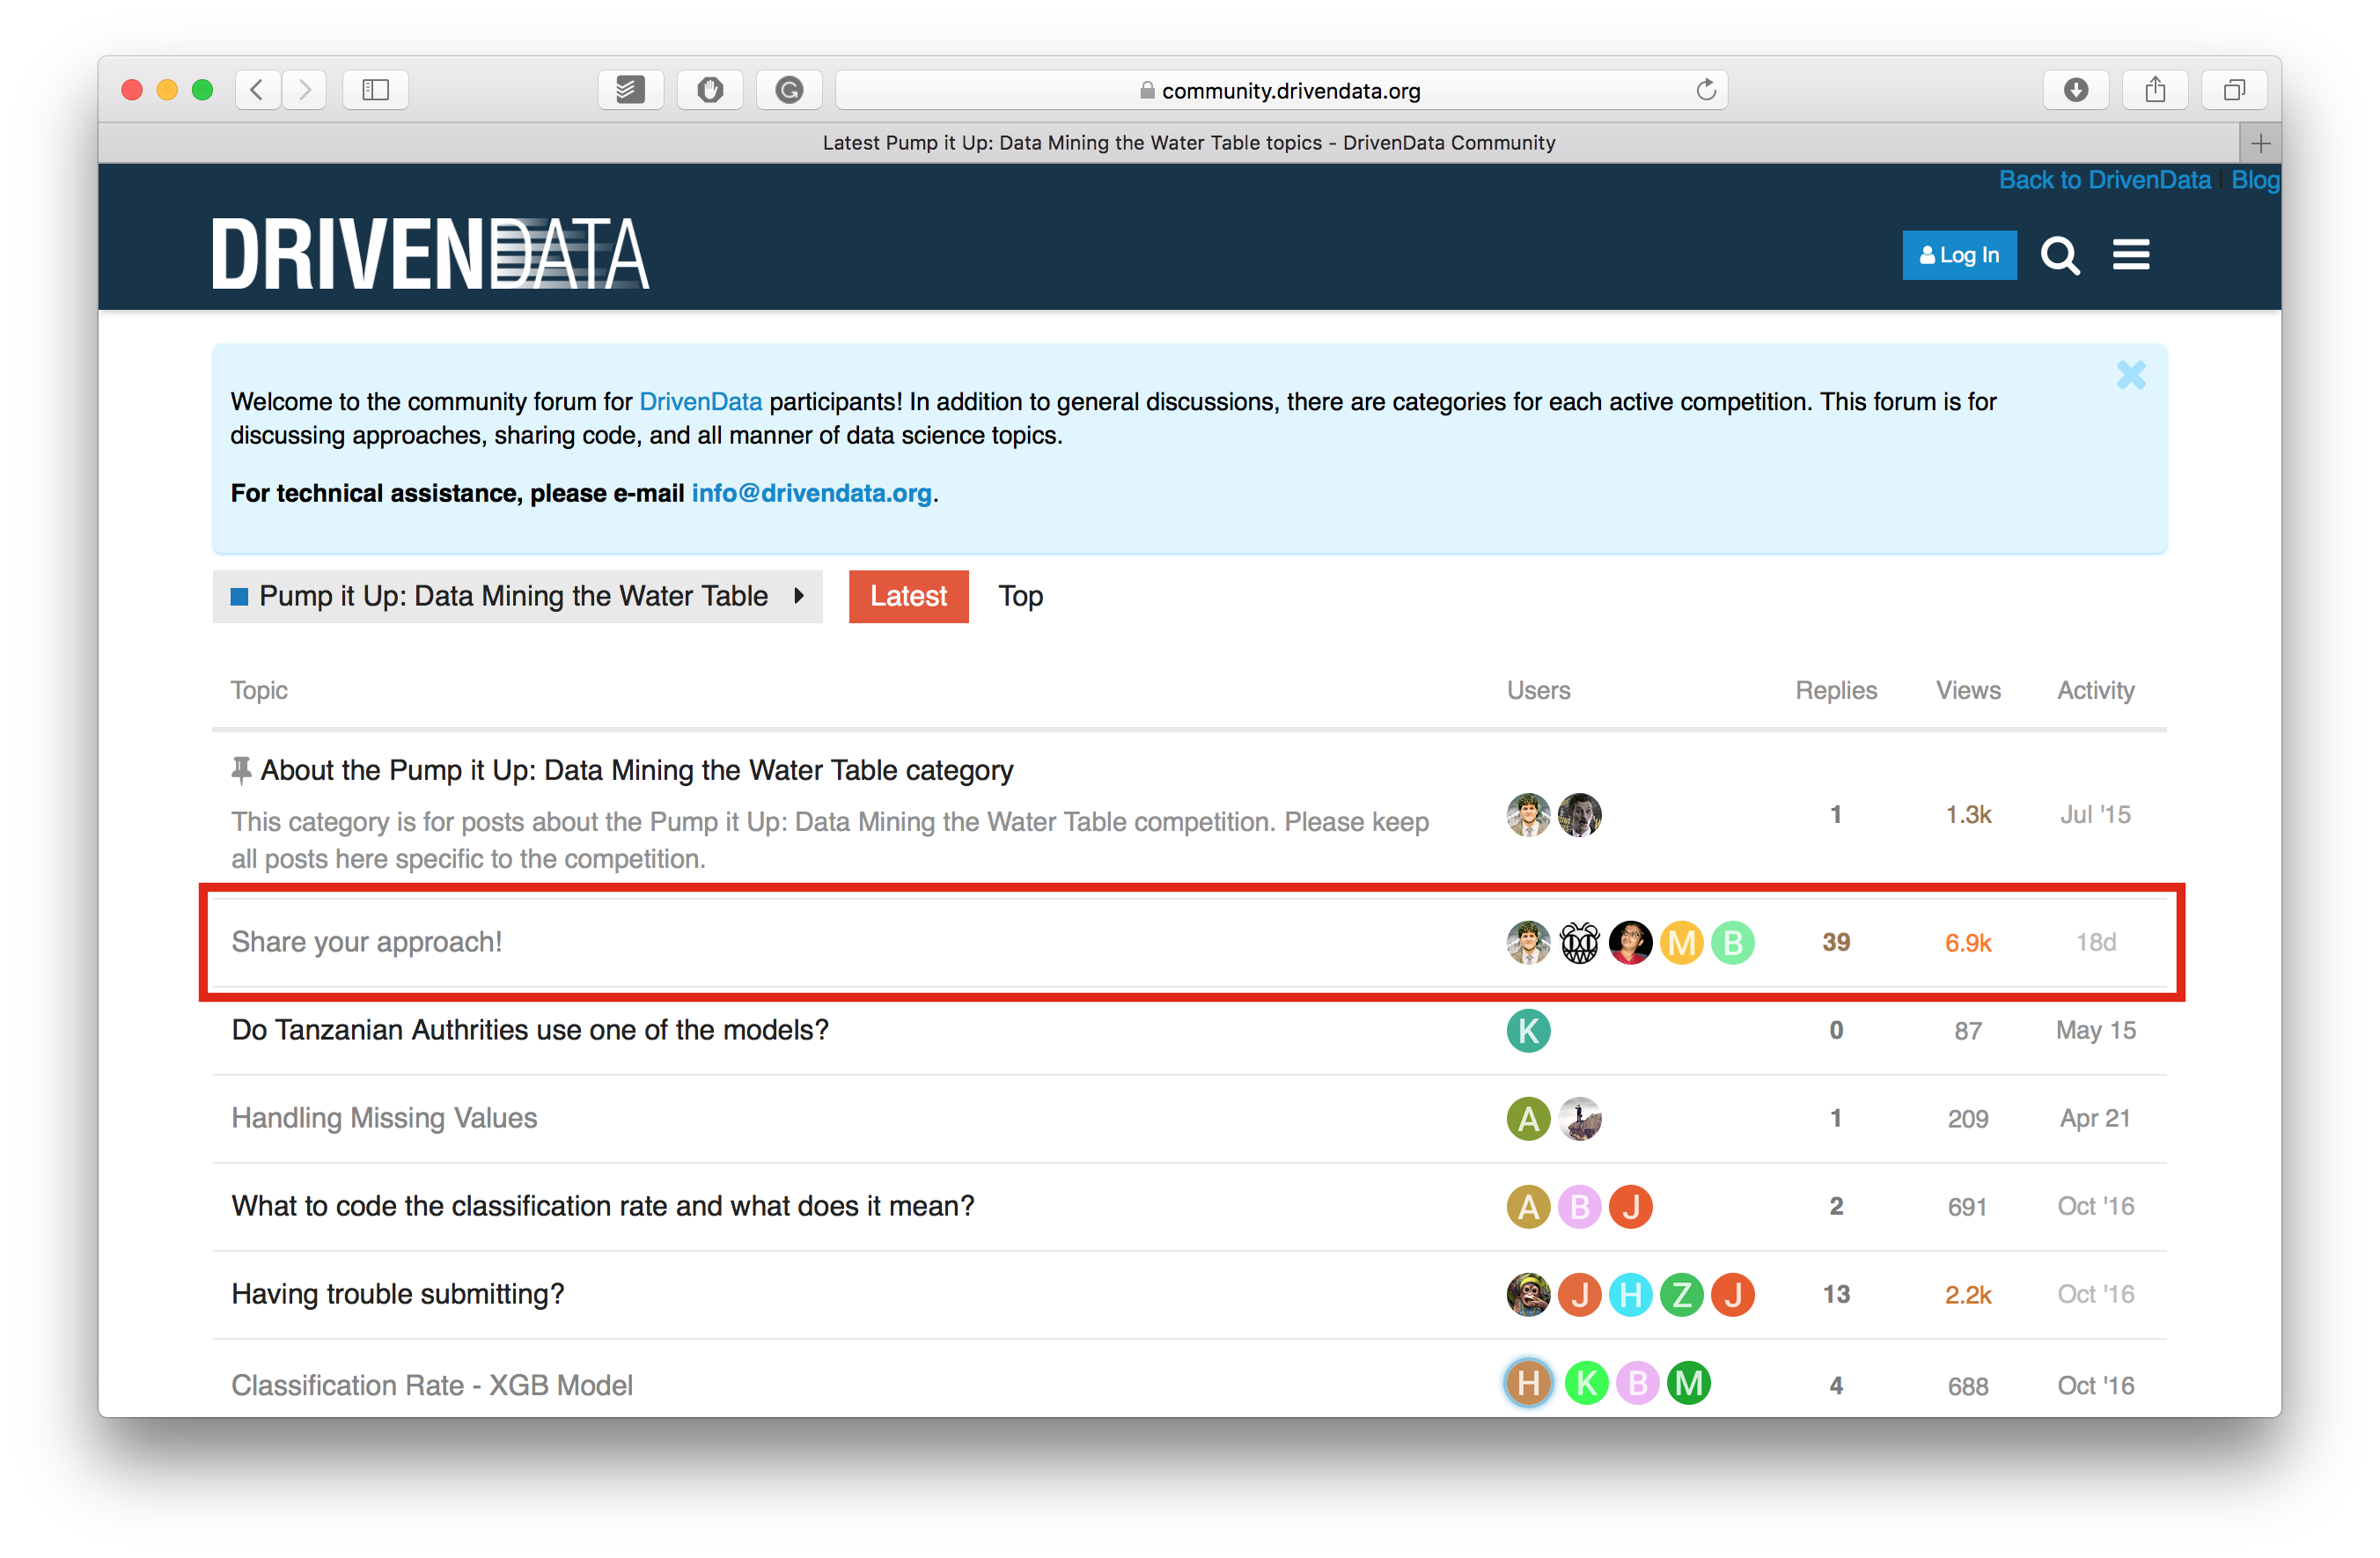 community.drivendata.org
Latest Pump it Up: Data Mining the Water Table topics - DrivenData Community
Back to DrivenData | Blog
DRIVENDATA
Log In
Welcome to the community forum for DrivenData participants! In addition to general discussions, there are categories for each active competition. This forum is for
discussing approaches, sharing code, and all manner of data science topics.
For technical assistance, please e-mail info@drivendata.org.
Pump it Up: Data Mining the Water Table
Latest
Top
Topic Users Replies Views Activity
About the Pump it Up: Data Mining the Water Table category
This category is for posts about the Pump it Up: Data Mining the Water Table competition. Please keep
all posts here specific to the competition.
1 1.3k Jul '15
Share your approach! M B 39 6.9k 18d
Do Tanzanian Authrities use one of the models? K 0 87 May 15
Handling Missing Values A 1 209 Apr 21
What to code the classification rate and what does it mean? A B J 2 691 Oct '16
Having trouble submitting? J H Z J 13 2.2k Oct '16
Classification Rate - XGB Model H K B M 4 688 Oct '16